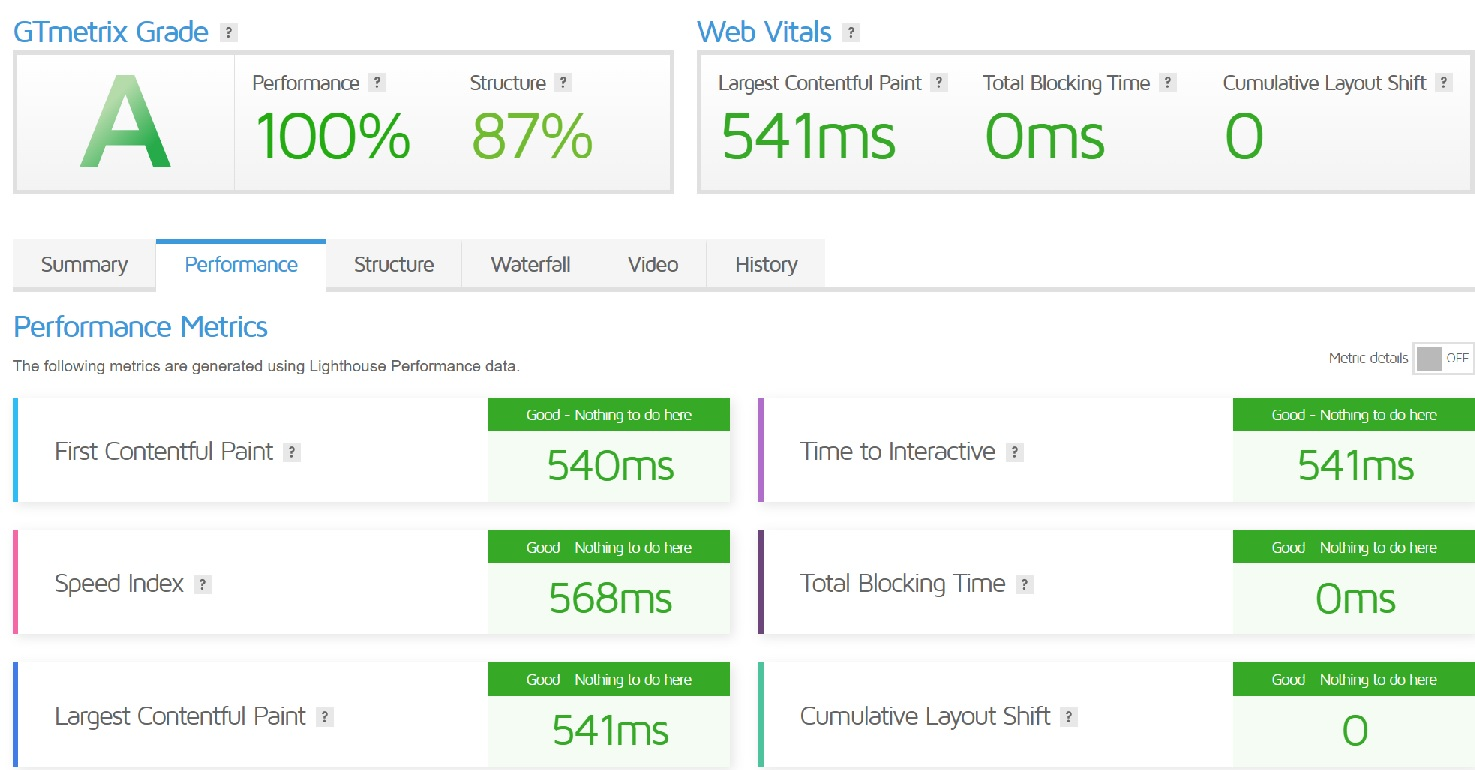 GTmetrix Grade ?
Web Vitals ?
A
Performance ?
100%
Structure ?
87%
Largest Contentful Paint ?
541ms
Total Blocking Time ?
0ms
Cumulative Layout Shift ?
0
Summary
Performance
Structure
Waterfall
Video
History
Performance Metrics
The following metrics are generated using Lighthouse Performance data.
Metric details OFF
First Contentful Paint ?
Good - Nothing to do here
540ms
Time to Interactive ?
Good - Nothing to do here
541ms
Speed Index ?
Good Nothing to do here
568ms
Total Blocking Time ?
Good Nothing to do here
0ms
Largest Contentful Paint ?
Good Nothing to do here
541ms
Cumulative Layout Shift ?
Good Nothing to do here
0